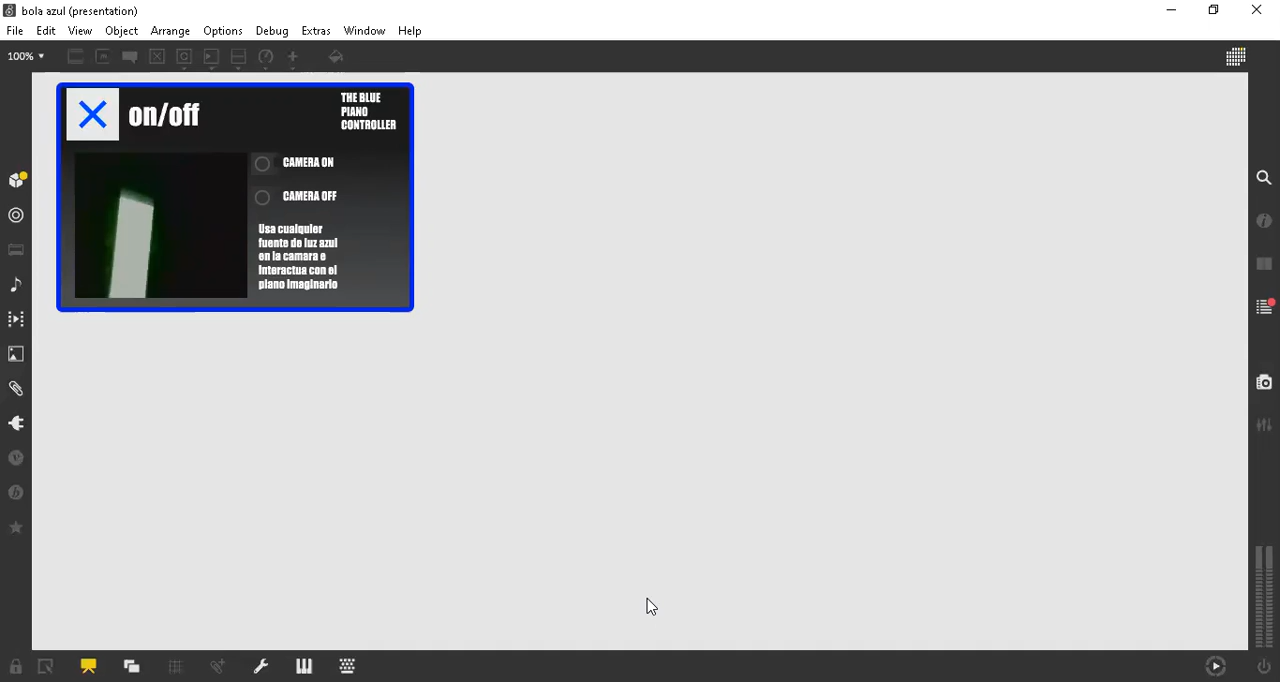 bola azul (presentation)
File Edit View Object Arrange Options Debug Extras Window Help
100%
on/off
THE BLUE
PIANO
CONTROLLER
CAMERA ON
CAMERA OFF
Usa cualquier
fuente de luz azul
en la camara e
interactua con el
piano imaginario